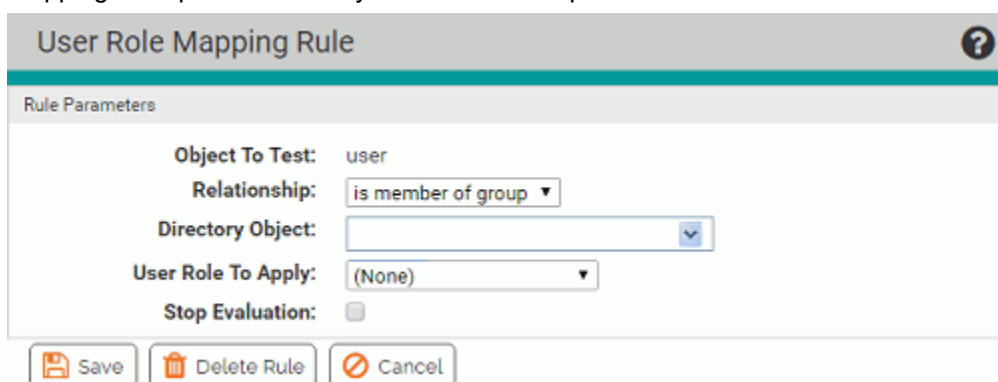 User Role Mapping Rule
Rule Parameters
Object To Test: user
Relationship: is member of group
Directory Object:
User Role To Apply: (None)
Stop Evaluation:
Save Delete Rule Cancel